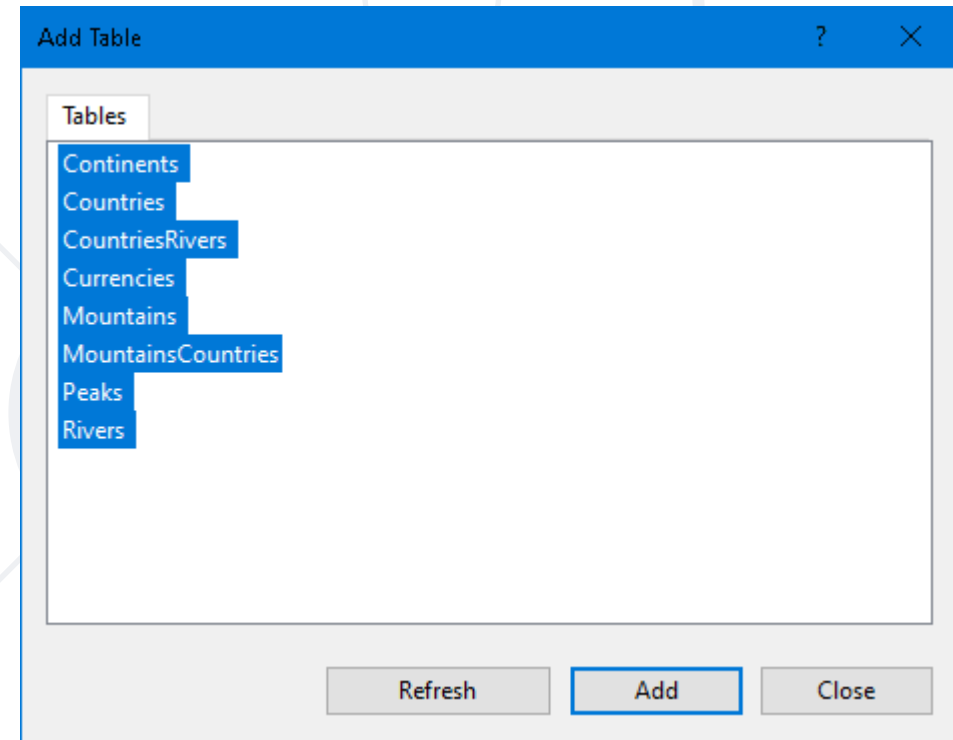 Add Table ?
Tables
Continents
Countries
CountriesRivers
Currencies
Mountains
MountainsCountries
Peaks
Rivers
Refresh Add Close